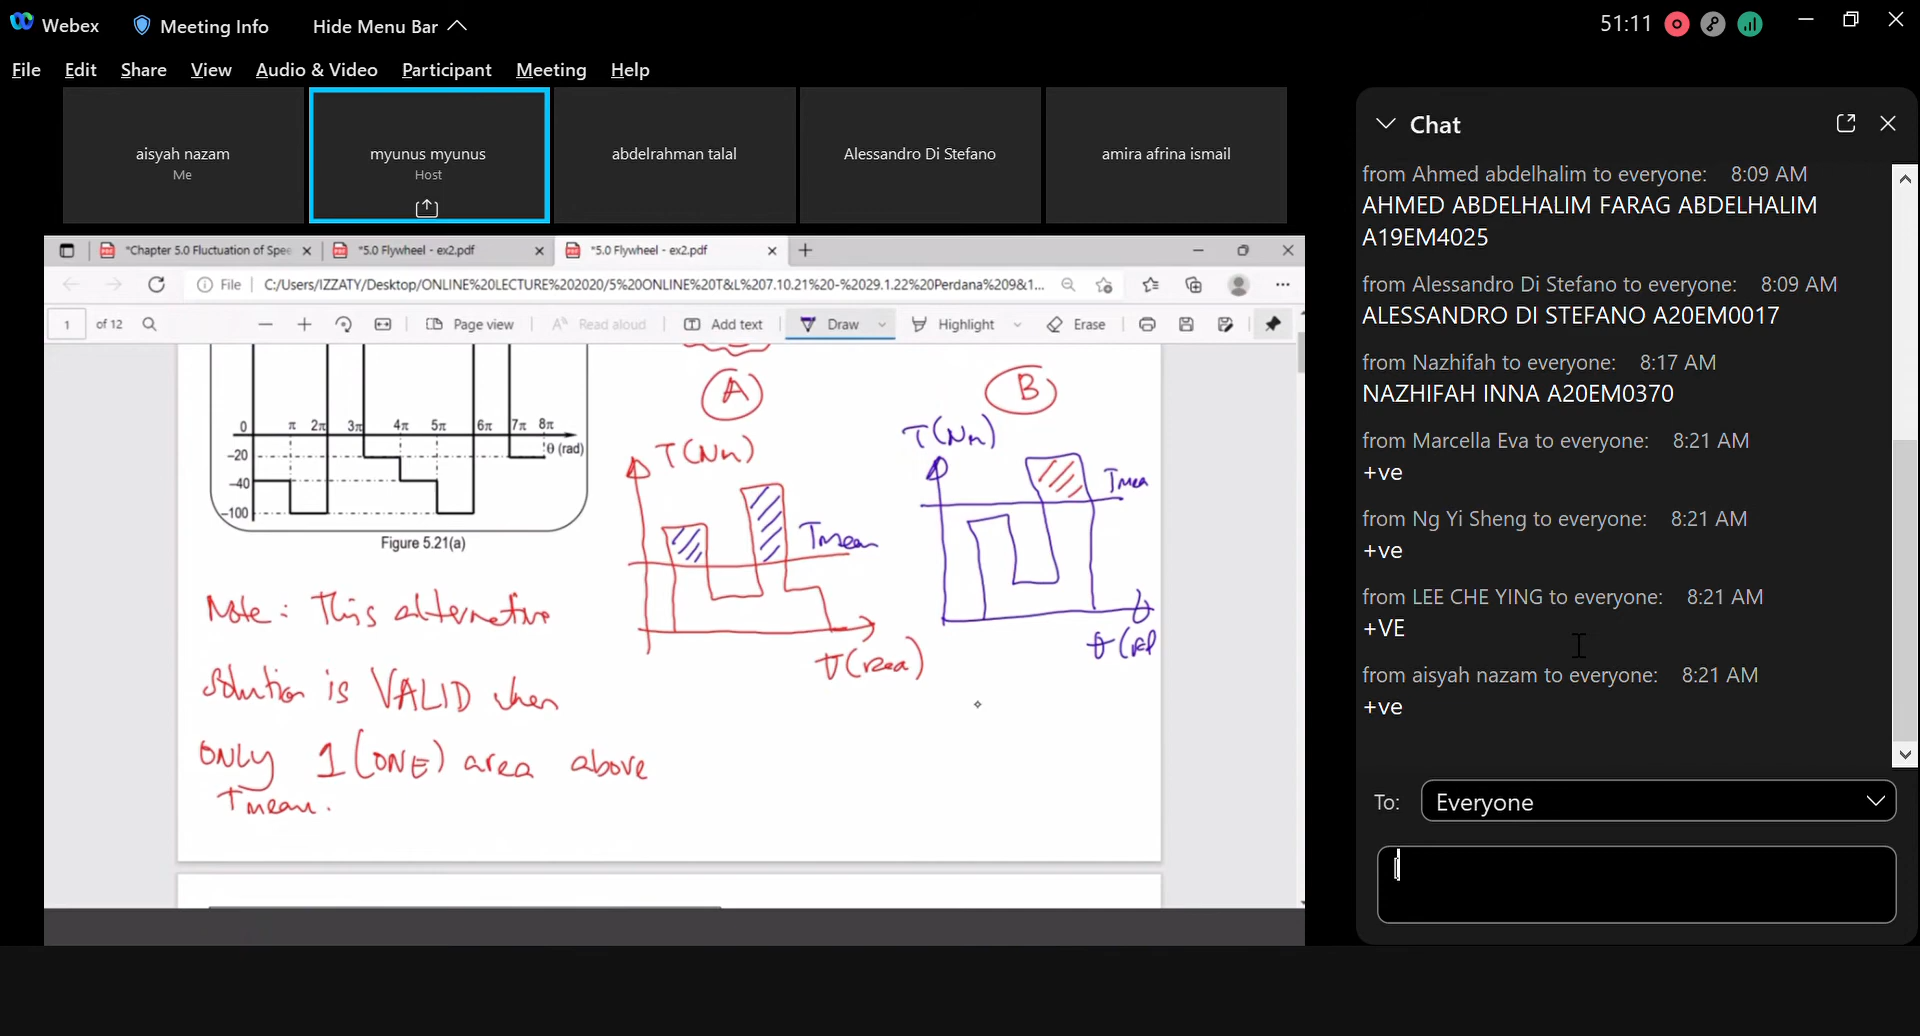 Webex
Meeting Info
Hide Menu Bar
51:11
File Edit Share View Audio & Video Participant Meeting Help
aisyah nazam
Me
myunus myunus
Host
abdelrahman talal
Alessandro Di Stefano
amira afrina ismail
*Chapter 5.0 Fluctuation of Spee
*5.0 Flywheel - ex2.pdf
*5.0 Flywheel - ex2.pdf
File C:/Users/IZZATY/Desktop/ONLINE%20LECTURE%202020/5%20ONLINE%20T&L%207.10.21%20-%2029.1.22%20Perdana%209&1...
1 of 12
Page view
Read aloud
Add text
Draw
Highlight
Erase
0 π 2π 3π 4π 5π 6π 7π 8π
θ (rad)
-20
-40
-100
Figure 5.21(a)
A
T(Nm)
Tmean
θ(rad)
B
T(Nm)
Tmea
Note: This alternative
solution is VALID when
ONLY 1 (ONE) area above
Tmean.
Chat
from Ahmed abdelhalim to everyone: 8:09 AM
AHMED ABDELHALIM FARAG ABDELHALIM
A19EM4025
from Alessandro Di Stefano to everyone: 8:09 AM
ALESSANDRO DI STEFANO A20EM0017
from Nazhifah to everyone: 8:17 AM
NAZHIFAH INNA A20EM0370
from Marcella Eva to everyone: 8:21 AM
+ve
from Ng Yi Sheng to everyone: 8:21 AM
+ve
from LEE CHE YING to everyone: 8:21 AM
+VE
from aisyah nazam to everyone: 8:21 AM
+ve
To: Everyone